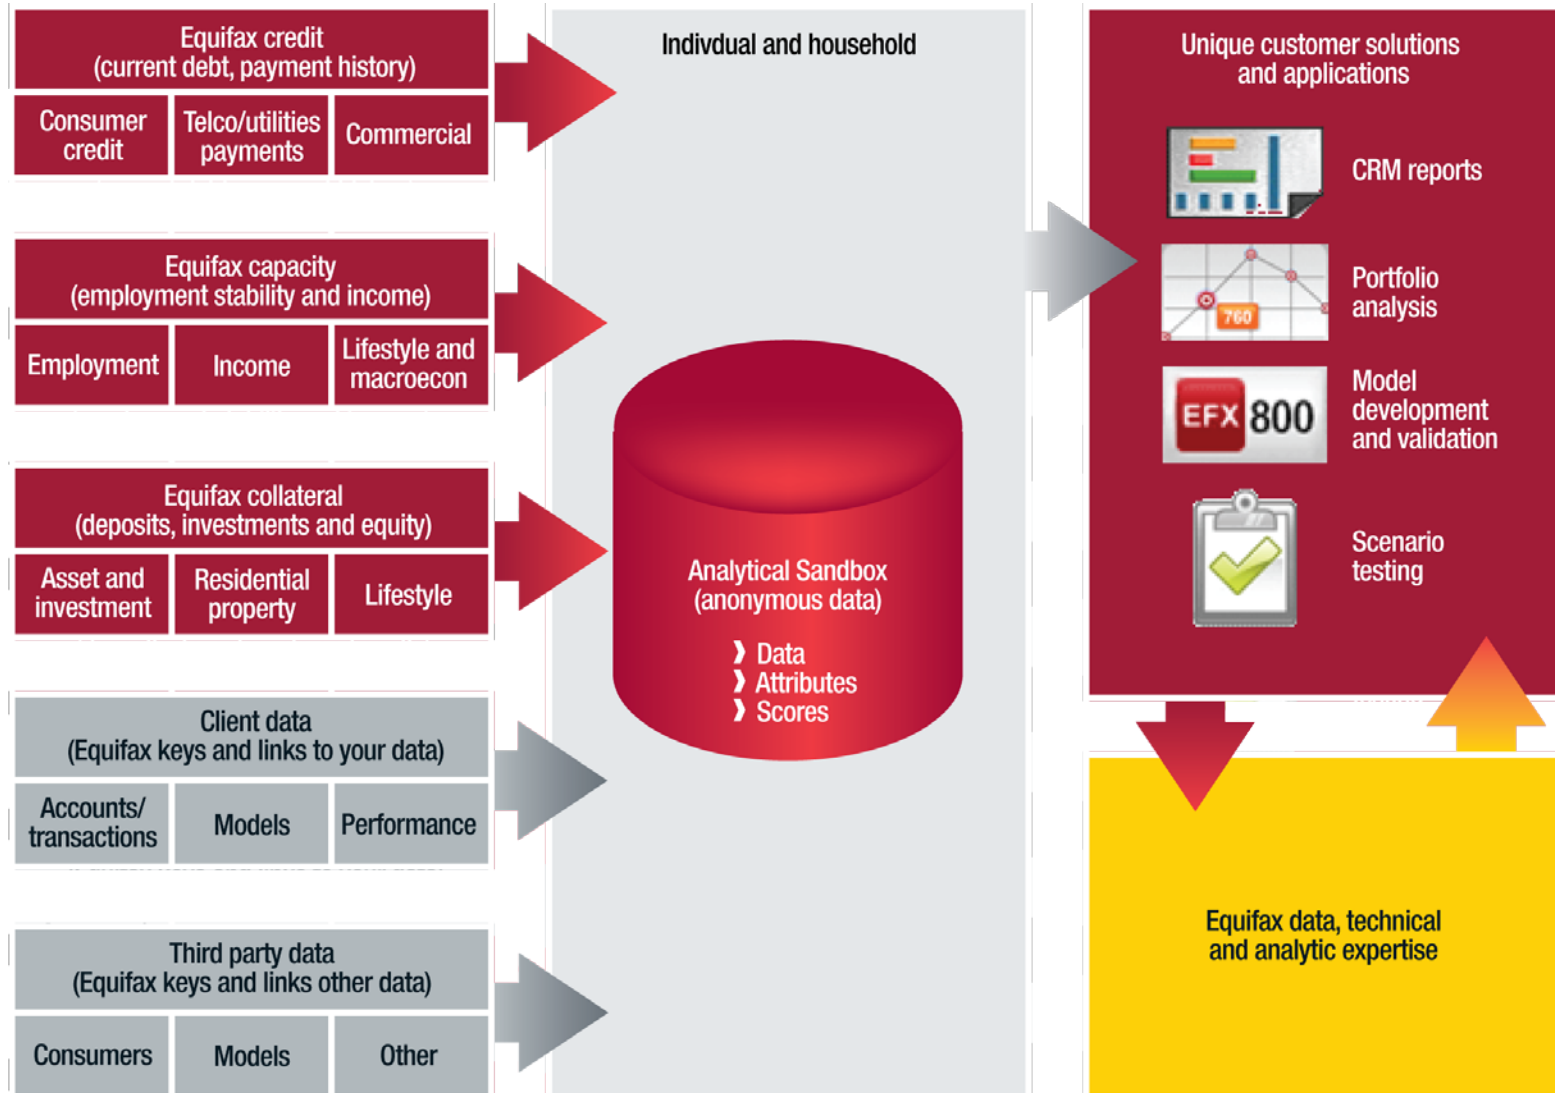 Equifax credit
(current debt, payment history)
Consumer
credit
Telco/utilities
payments
Commercial
Equifax capacity
(employment stability and income)
Employment
Income
Lifestyle and
macroecon
Equifax collateral
(deposits, investments and equity)
Asset and
investment
Residential
property
Lifestyle
Client data
(Equifax keys and links to your data)
Accounts/
transactions
Models
Performance
Third party data
(Equifax keys and links other data)
Consumers
Models
Other
Indivdual and household
Analytical Sandbox
(anonymous data)
❱ Data
❱ Attributes
❱ Scores
Unique customer solutions
and applications
CRM reports
760
Portfolio
analysis
EFX 800
Model
development
and validation
Scenario
testing
Equifax data, technical
and analytic expertise